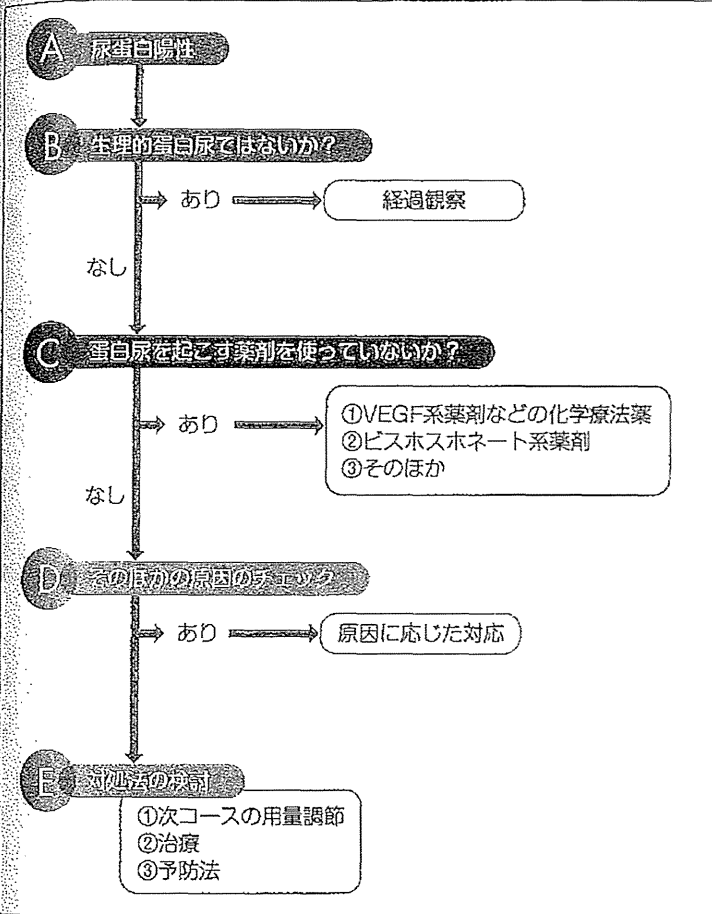 A 尿蛋白陽性
B 生理的蛋白尿ではないか？
あり
経過観察
なし
C 蛋白尿を起こす薬剤を使っていないか？
あり
①VEGF系薬剤などの化学療法薬
②ビスホスホネート系薬剤
③そのほか
なし
D そのほかの原因のチェック
あり
原因に応じた対応
E 対処法の検討
①次コースの用量調節
②治療
③予防法